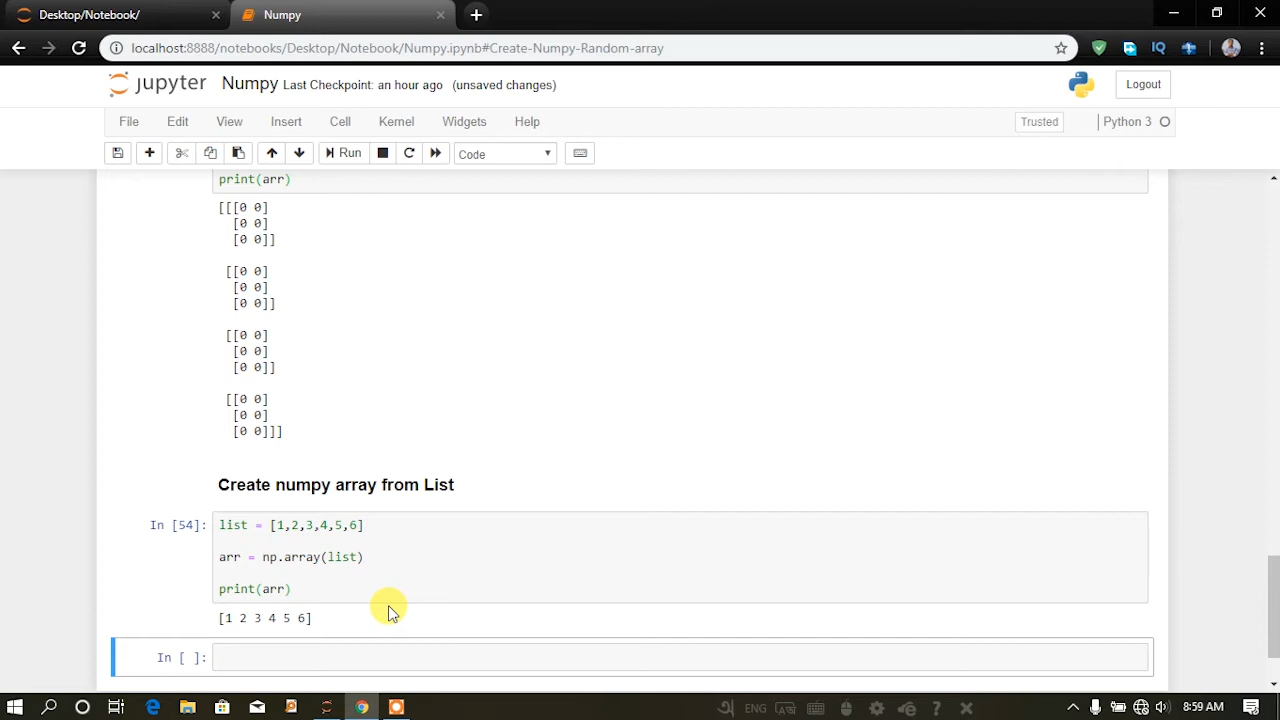 Desktop/Notebook/
Numpy
localhost:8888/notebooks/Desktop/Notebook/Numpy.ipynb#Create-Numpy-Random-array
IQ
jupyter
Numpy Last Checkpoint: an hour ago (unsaved changes)
Logout
File Edit View Insert Cell Kernel Widgets Help
Trusted
Python 3
Run
Code
print(arr)
[[[0 0]
[0 0]
[0 0]]
[[0 0]
[0 0]
[0 0]]
[[0 0]
[0 0]
[0 0]]
[[0 0]
[0 0]
[0 0]]]
Create numpy array from List
In [54]: list = [1,2,3,4,5,6]
arr = np.array(list)
print(arr)
[1 2 3 4 5 6]
In [ ]:
ENG
8:59 AM